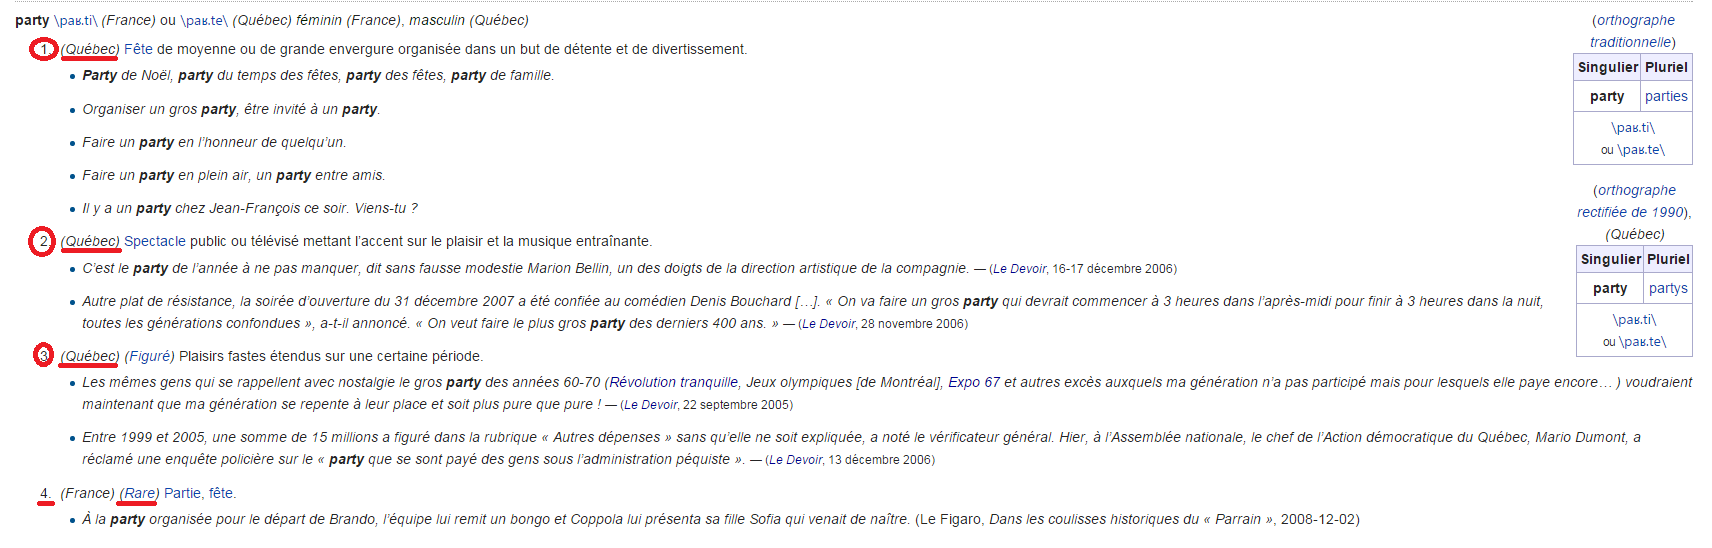 party \paʁ.ti\ (France) ou \paʁ.te\ (Québec) féminin (France), masculin (Québec)
1. (Québec) Fête de moyenne ou de grande envergure organisée dans un but de détente et de divertissement.
• Party de Noël, party du temps des fêtes, party des fêtes, party de famille.
• Organiser un gros party, être invité à un party.
• Faire un party en l’honneur de quelqu’un.
• Faire un party en plein air, un party entre amis.
• Il y a un party chez Jean-François ce soir. Viens-tu ?
2. (Québec) Spectacle public ou télévisé mettant l’accent sur le plaisir et la musique entraînante.
• C’est le party de l’année à ne pas manquer, dit sans fausse modestie Marion Bellin, un des doigts de la direction artistique de la compagnie. — (Le Devoir, 16-17 décembre 2006)
• Autre plat de résistance, la soirée d’ouverture du 31 décembre 2007 a été confiée au comédien Denis Bouchard […]. « On va faire un gros party qui devrait commencer à 3 heures dans l’après-midi pour finir à 3 heures dans la nuit,
toutes les générations confondues », a-t-il annoncé. « On veut faire le plus gros party des derniers 400 ans. » — (Le Devoir, 28 novembre 2006)
3. (Québec) (Figuré) Plaisirs fastes étendus sur une certaine période.
• Les mêmes gens qui se rappellent avec nostalgie le gros party des années 60-70 (Révolution tranquille, Jeux olympiques [de Montréal], Expo 67 et autres excès auxquels ma génération n’a pas participé mais pour lesquels elle paye encore… ) voudraient
maintenant que ma génération se repente à leur place et soit plus pure que pure ! — (Le Devoir, 22 septembre 2005)
• Entre 1999 et 2005, une somme de 15 millions a figuré dans la rubrique « Autres dépenses » sans qu’elle ne soit expliquée, a noté le vérificateur général. Hier, à l’Assemblée nationale, le chef de l’Action démocratique du Québec, Mario Dumont, a
réclamé une enquête policière sur le « party que se sont payé des gens sous l’administration péquiste ». — (Le Devoir, 13 décembre 2006)
4. (France) (Rare) Partie, fête.
• À la party organisée pour le départ de Brando, l’équipe lui remit un bongo et Coppola lui présenta sa fille Sofia qui venait de naître. (Le Figaro, Dans les coulisses historiques du « Parrain », 2008-12-02)
(orthographe
traditionnelle)
Singulier Pluriel
party parties
\paʁ.ti\
ou \paʁ.te\
(orthographe
rectifiée de 1990),
(Québec)
Singulier Pluriel
party partys
\paʁ.ti\
ou \paʁ.te\